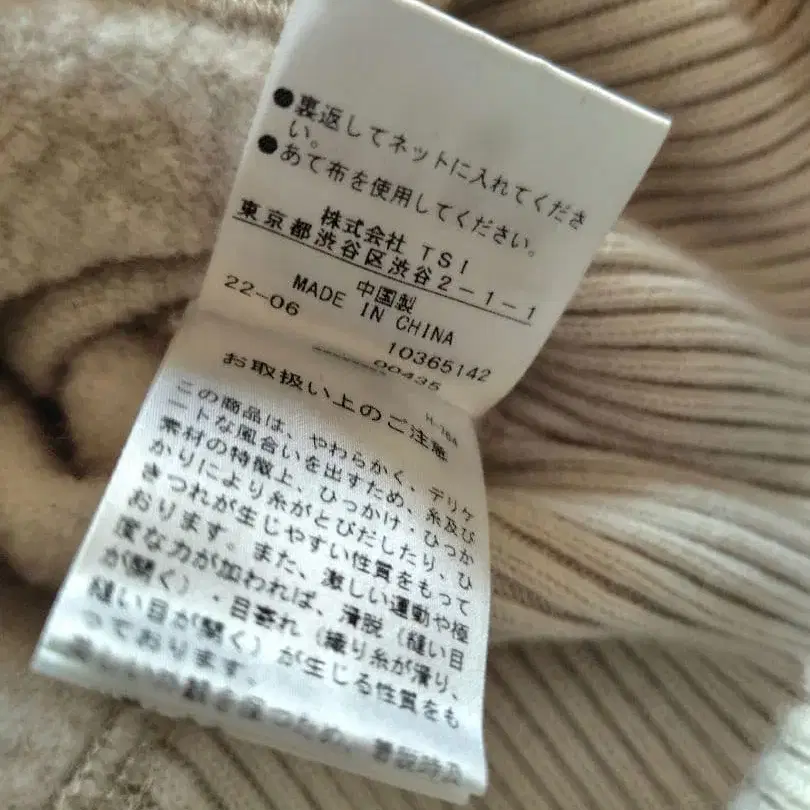 ●裏返してネットに入れてくださ
い。
●あて布を使用してください。
株式会社 TSI
東京都渋谷区渋谷2-1-1
中国製
MADE IN CHINA
22-06
10365142
00435
H-764
お取扱い上のご注意
この商品は、やわらかく、デリケ
ートな風合いを出すため、糸及び
素材の特徴上、ひっかけ・ひっか
かりにより糸がとびだしたり、ひ
きつれが生じやすい性質をもって
おります。また、激しい運動や極
度な力が加われば、滑脱（縫い目
が開く）・目寄れ（織り糸が滑り、
縫い目が開く）が生じる性質をも
っております。
ため、着脱時及